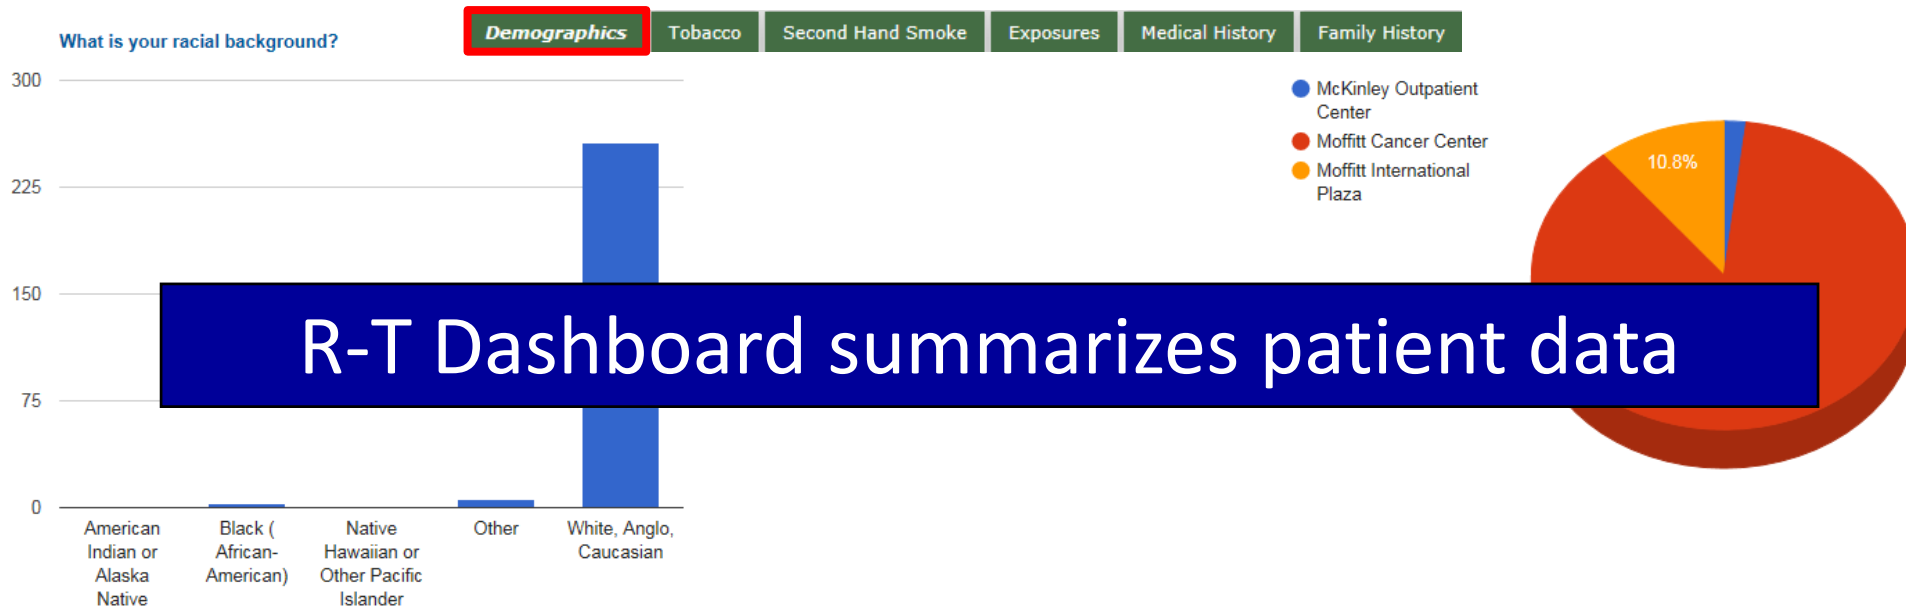 What is your racial background?
Demographics Tobacco Second Hand Smoke Exposures Medical History Family History
300
225
150
75
0
American
Indian or
Alaska
Native
Black (
African-
American)
Native
Hawaiian or
Other Pacific
Islander
Other
White, Anglo,
Caucasian
McKinley Outpatient
Center
Moffitt Cancer Center
Moffitt International
Plaza
10.8%
R-T Dashboard summarizes patient data